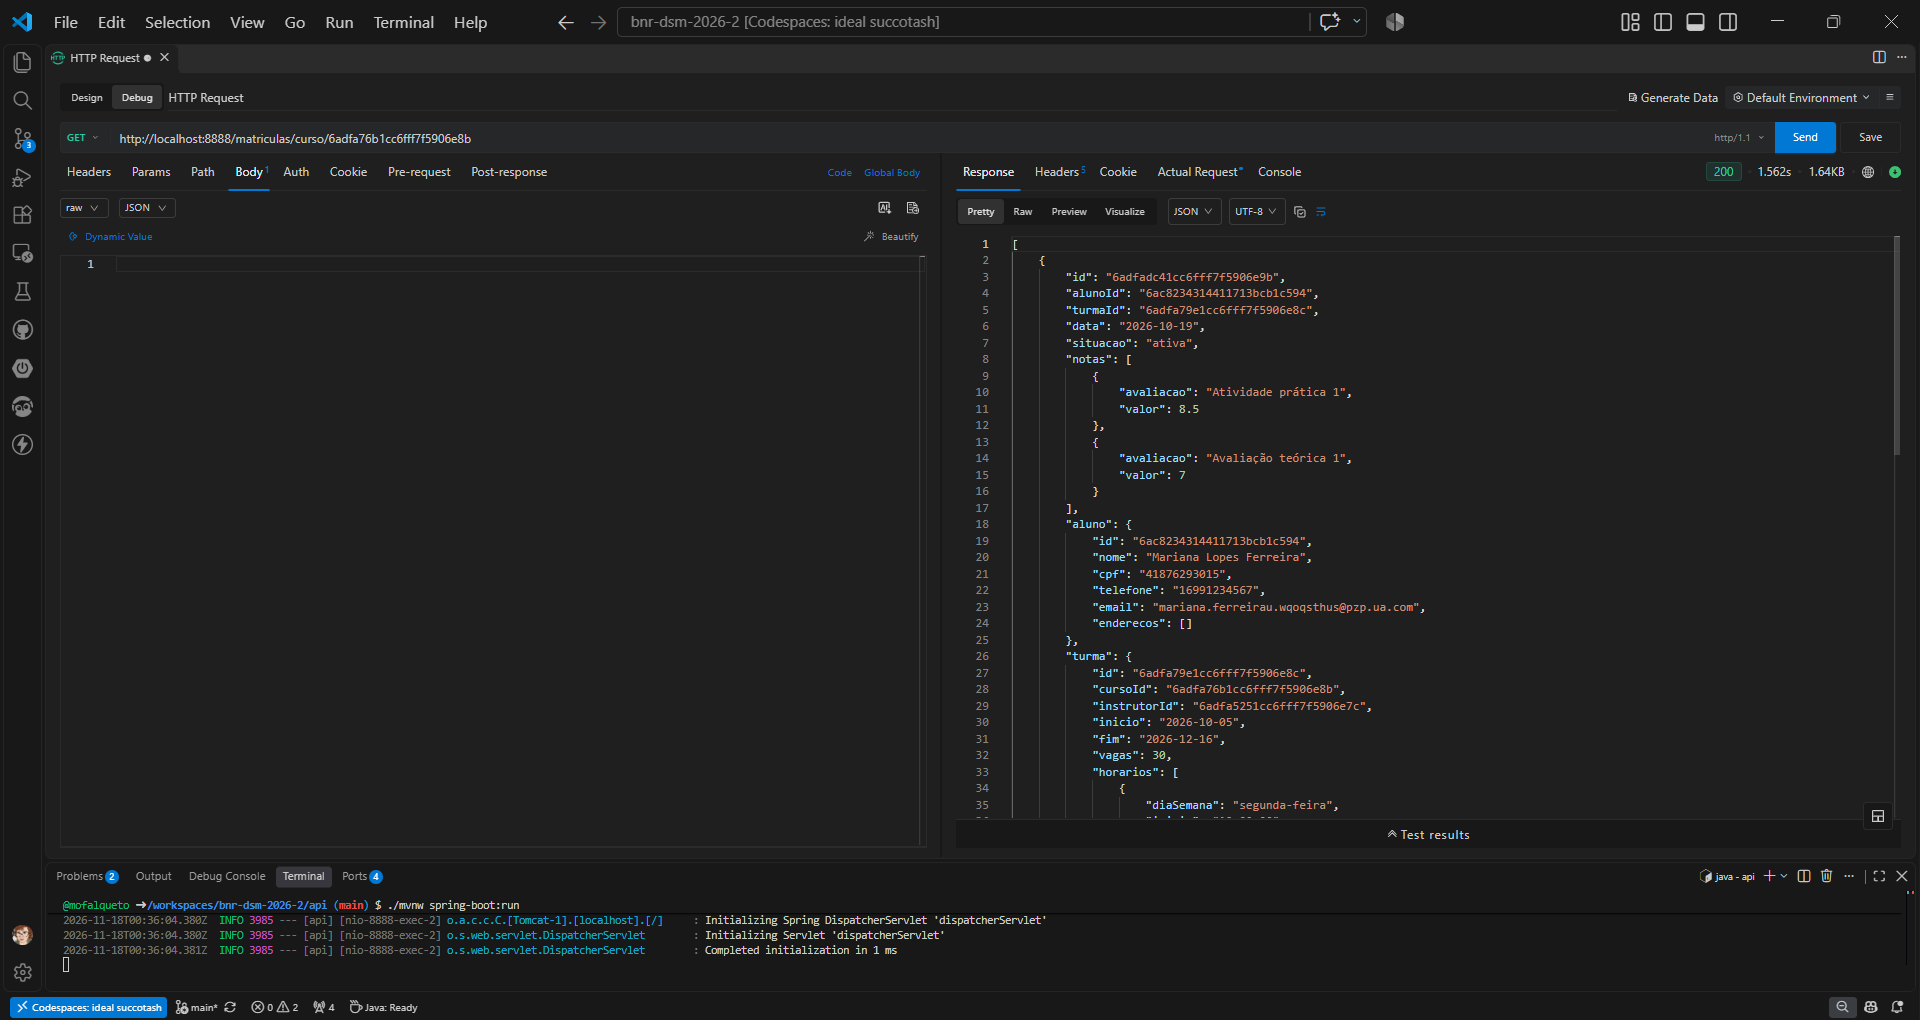 File Edit Selection View Go Run Terminal Help
bnr-dsm-2026-2 [Codespaces: ideal succotash]
HTTP Request
Design Debug HTTP Request
Generate Data Default Environment
GET http://localhost:8888/matriculas/curso/6adfa76b1cc6fff7f5906e8b
http/1.1 Send Save
Headers Params Path Body 1 Auth Cookie Pre-request Post-response Code Global Body
raw JSON
Dynamic Value Beautify
1
Response Headers 5 Cookie Actual Request Console 200 1.562s 1.64KB
Pretty Raw Preview Visualize JSON UTF-8
1 [
2 {
3 "id": "6adfadc41cc6fff7f5906e9b",
4 "alunoId": "6ac8234314411713bcb1c594",
5 "turmaId": "6adfa79e1cc6fff7f5906e8c",
6 "data": "2026-10-19",
7 "situacao": "ativa",
8 "notas": [
9 {
10 "avaliacao": "Atividade prática 1",
11 "valor": 8.5
12 },
13 {
14 "avaliacao": "Avaliação teórica 1",
15 "valor": 7
16 }
17 ],
18 "aluno": {
19 "id": "6ac8234314411713bcb1c594",
20 "nome": "Mariana Lopes Ferreira",
21 "cpf": "41876293015",
22 "telefone": "16991234567",
23 "email": "mariana.ferreirau.wqoqsthus@pzp.ua.com",
24 "enderecos": []
25 },
26 "turma": {
27 "id": "6adfa79e1cc6fff7f5906e8c",
28 "cursoId": "6adfa76b1cc6fff7f5906e8b",
29 "instrutorId": "6adfa5251cc6fff7f5906e7c",
30 "inicio": "2026-10-05",
31 "fim": "2026-12-16",
32 "vagas": 30,
33 "horarios": [
34 {
35 "diaSemana": "segunda-feira",
Test results
Problems 2 Output Debug Console Terminal Ports 4
java - api
@mofalqueto ➜/workspaces/bnr-dsm-2026-2/api (main) $ ./mvnw spring-boot:run
2026-11-18T00:36:04.380Z INFO 3985 --- [api] [nio-8888-exec-2] o.a.c.c.C.[Tomcat-1].[localhost].[/] : Initializing Spring DispatcherServlet 'dispatcherServlet'
2026-11-18T00:36:04.380Z INFO 3985 --- [api] [nio-8888-exec-2] o.s.web.servlet.DispatcherServlet : Initializing Servlet 'dispatcherServlet'
2026-11-18T00:36:04.381Z INFO 3985 --- [api] [nio-8888-exec-2] o.s.web.servlet.DispatcherServlet : Completed initialization in 1 ms
Codespaces: ideal succotash main* 0 2 4 Java: Ready